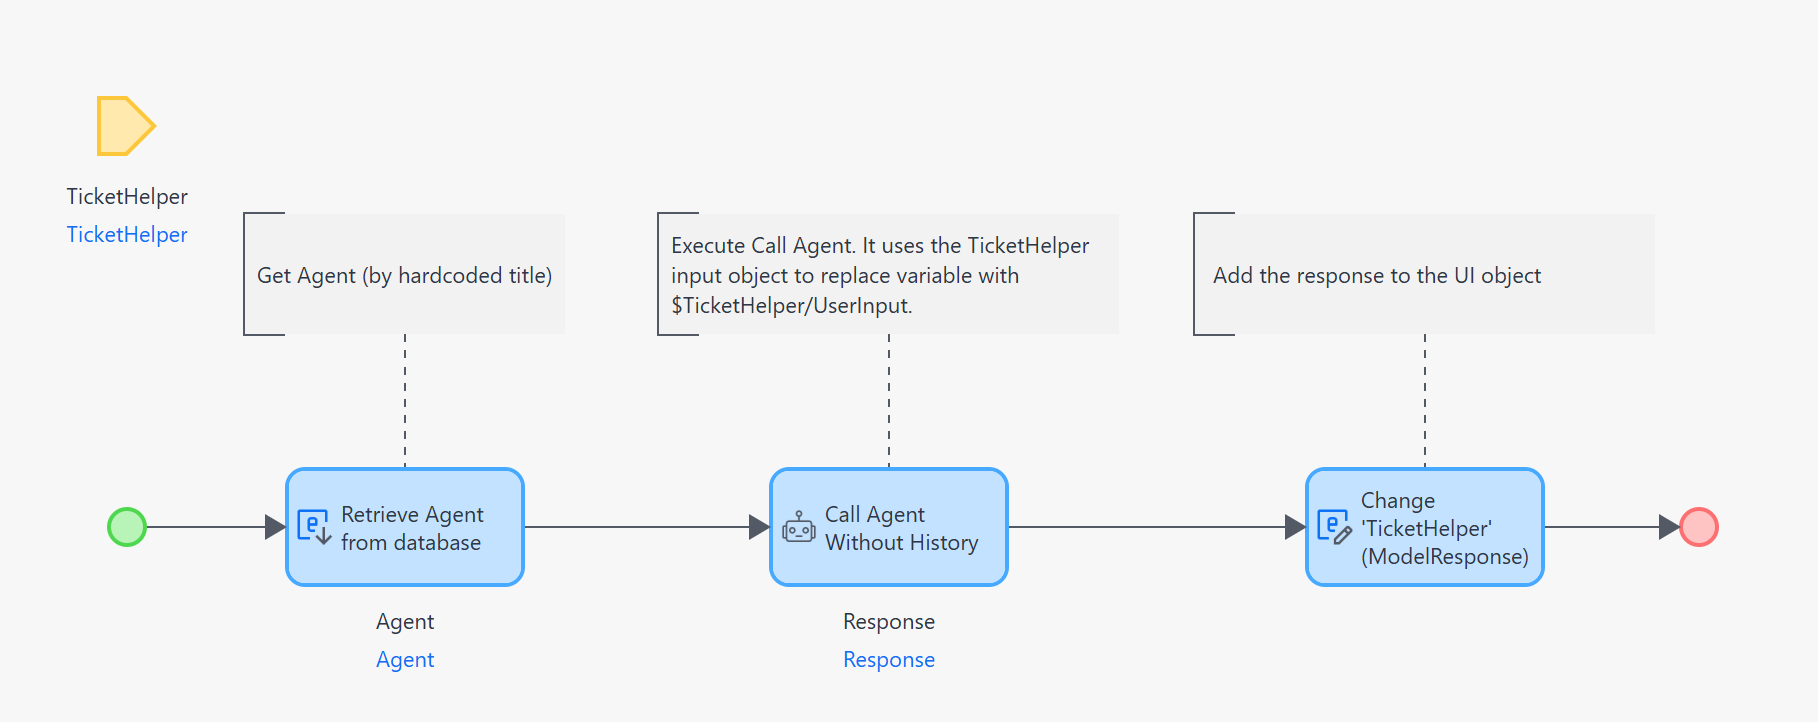 TicketHelper
TicketHelper
Get Agent (by hardcoded title)
Execute Call Agent. It uses the TicketHelper
input object to replace variable with
$TicketHelper/UserInput.
Add the response to the UI object
Retrieve Agent
from database
Agent
Agent
Call Agent
Without History
Response
Response
Change
'TicketHelper'
(ModelResponse)